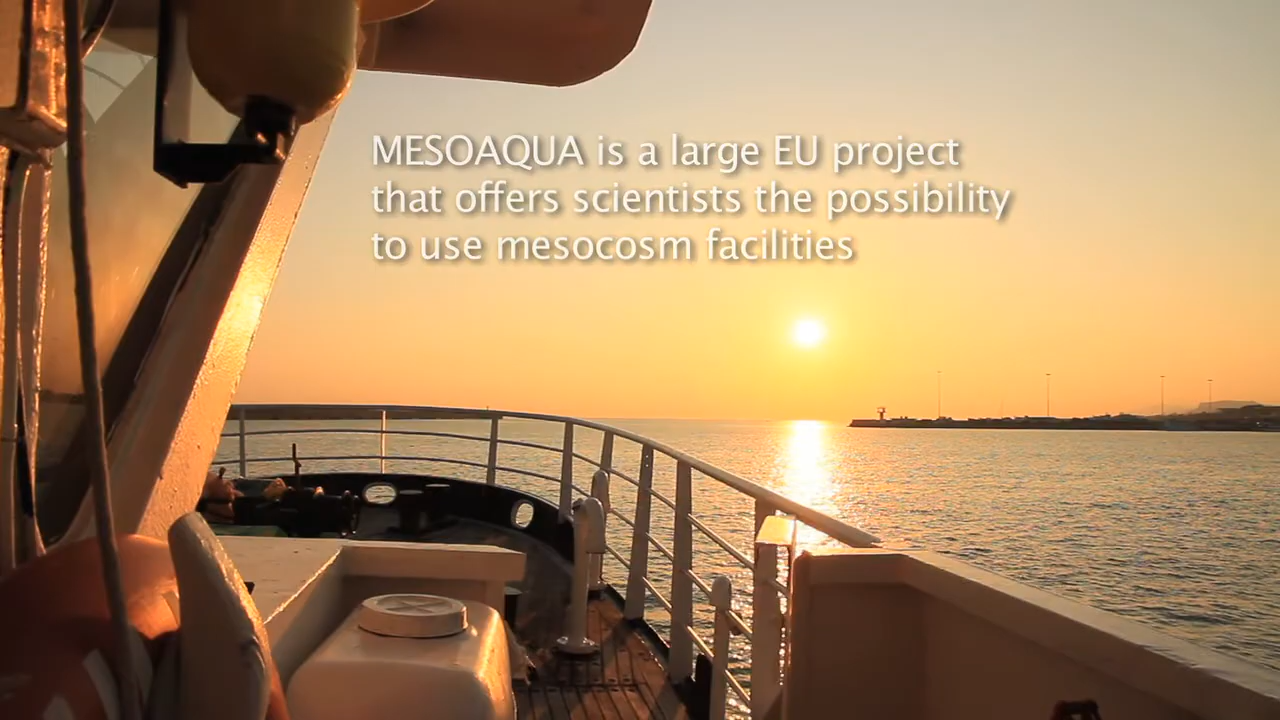 MESOAQUA is a large EU project
that offers scientists the possibility
to use mesocosm facilities